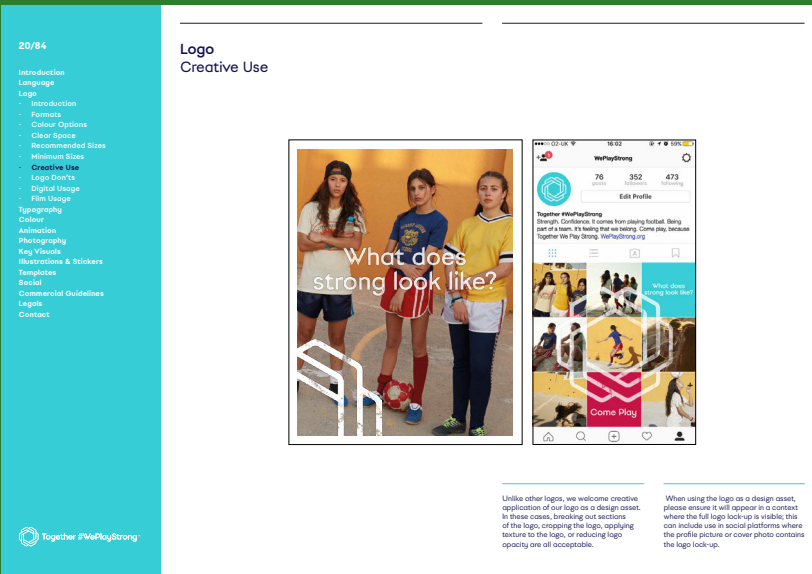 20/84
Introduction
Language
Logo
· Introduction
· Formats
· Colour Options
· Clear Space
· Recommended Sizes
· Minimum Sizes
· Creative Use
· Logo Don'ts
· Digital Usage
· Film Usage
Typography
Colour
Animation
Photography
Key Visuals
Illustrations & Stickers
Templates
Social
Commercial Guidelines
Legals
Contact
Together #WePlayStrong
Logo
Creative Use
What does
strong look like?
O2-UK 16:02 59%
WePlayStrong
76 352 473
posts followers following
Edit Profile
Together #WePlayStrong
Strength. Confidence. It comes from playing football. Being
part of a team. It's feeling that we belong. Come play, because
Together We Play Strong. WePlayStrong.org
What does
strong look like?
Come Play
Unlike other logos, we welcome creative
application of our logo as a design asset.
In these cases, breaking out sections
of the logo, cropping the logo, applying
texture to the logo, or reducing logo
opacity are all acceptable.
When using the logo as a design asset,
please ensure it will appear in a context
where the full logo lock-up is visible; this
can include use in social platforms where
the profile picture or cover photo contains
the logo lock-up.